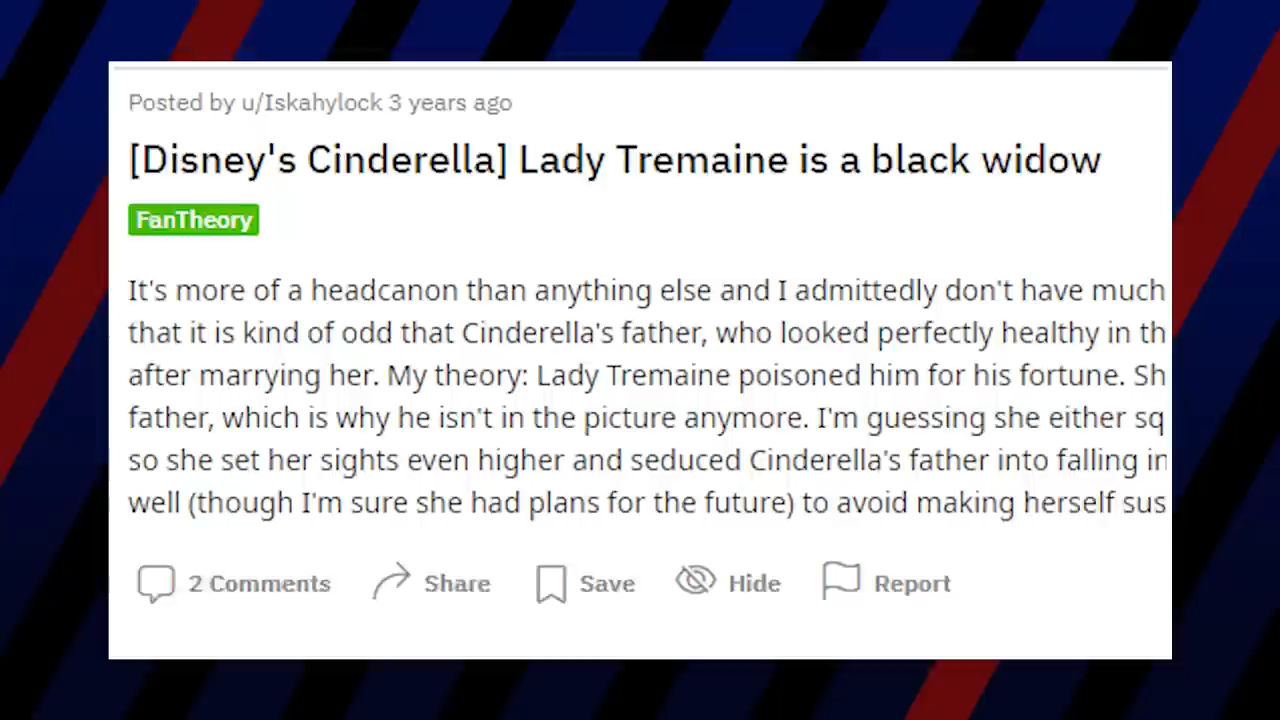 Posted by u/Iskahylock 3 years ago
[Disney's Cinderella] Lady Tremaine is a black widow
FanTheory
It's more of a headcanon than anything else and I admittedly don't have much
that it is kind of odd that Cinderella's father, who looked perfectly healthy in th
after marrying her. My theory: Lady Tremaine poisoned him for his fortune. Sh
father, which is why he isn't in the picture anymore. I'm guessing she either sq
so she set her sights even higher and seduced Cinderella's father into falling in
well (though I'm sure she had plans for the future) to avoid making herself sus
2 Comments Share Save Hide Report